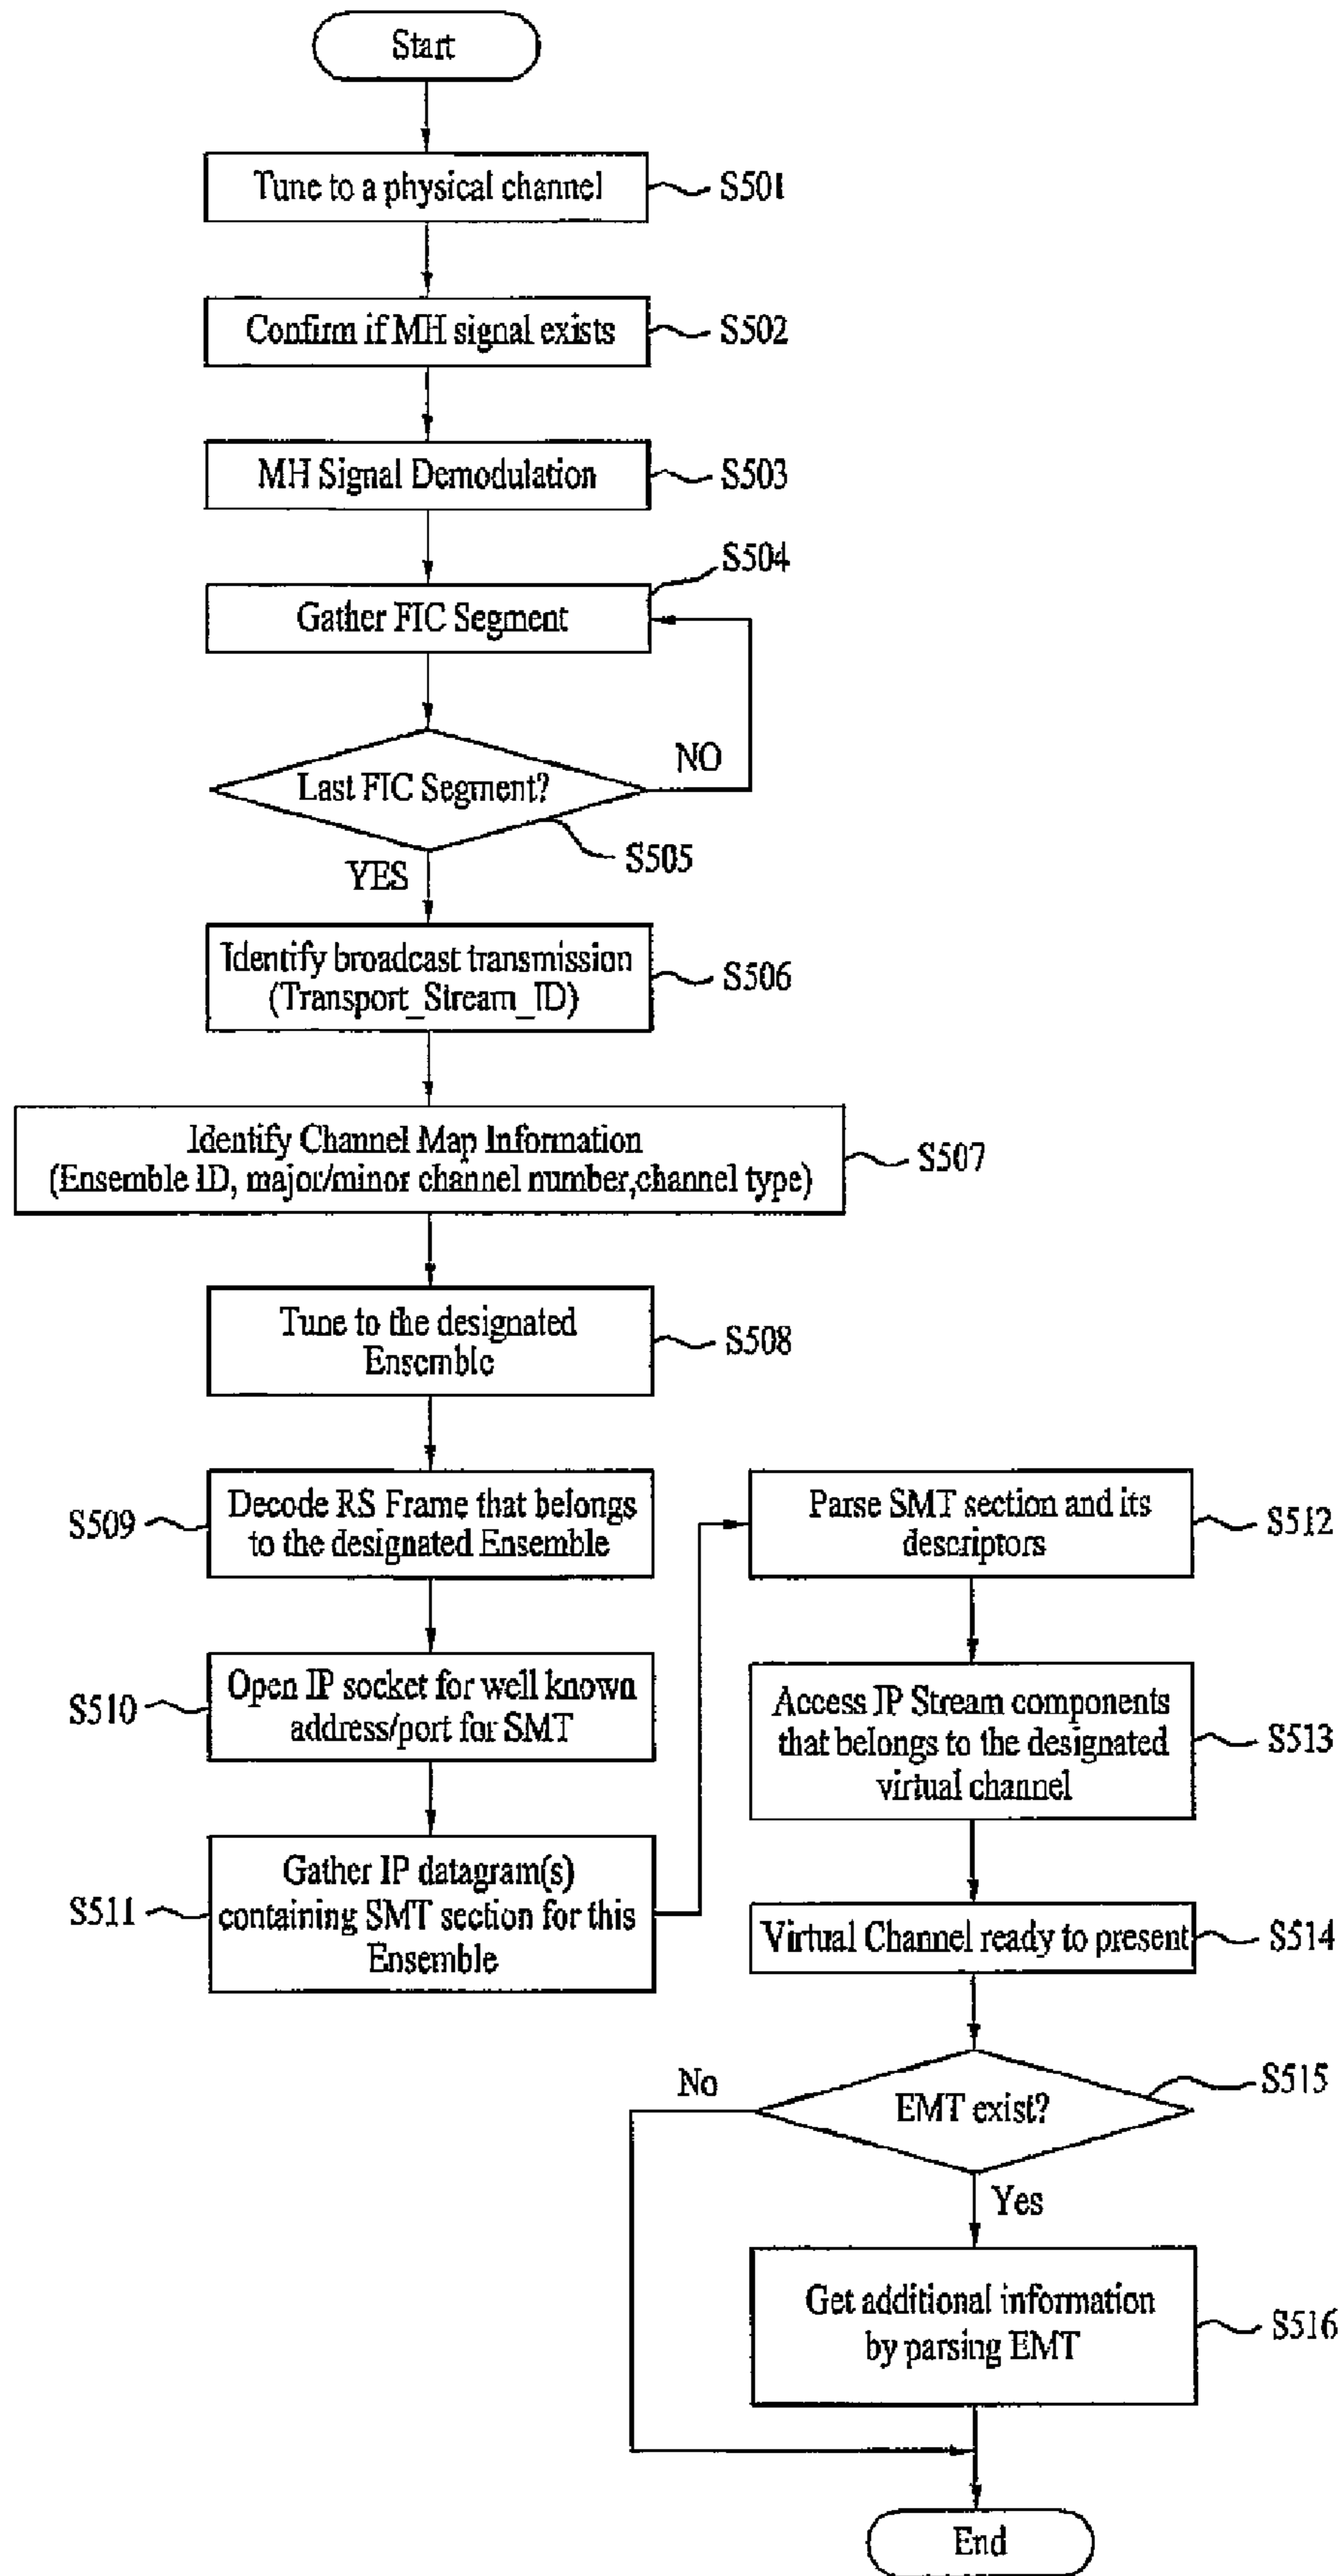 Start
Tune to a physical channel
S501
Confirm if MH signal exists
S502
MH Signal Demodulation
S503
S504
Gather FIC Segment
NO
Last FIC Segment?
S505
YES
Identify broadcast transmission
(Transport_Stream_ID)
S506
Identify Channel Map Information
(Ensemble ID, major/minor channel number,channel type)
S507
Tune to the designated
Ensemble
S508
S509
Decode RS Frame that belongs
to the designated Ensemble
S510
Open IP socket for well known
address/port for SMT
S511
Gather IP datagram(s)
containing SMT section for this
Ensemble
Parse SMT section and its
descriptors
S512
Access IP Stream components
that belongs to the designated
virtual channel
S513
Virtual Channel ready to present
S514
No
EMT exist?
S515
Yes
Get additional information
by parsing EMT
S516
End